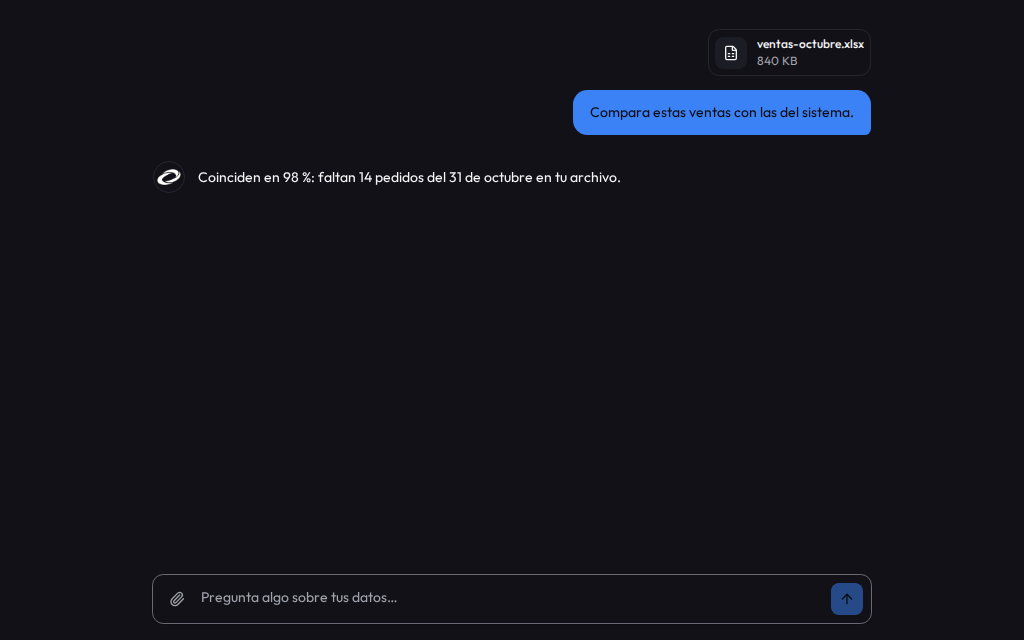 ventas-octubre.xlsx
840 KB
Compara estas ventas con las del sistema.
Coinciden en 98 %: faltan 14 pedidos del 31 de octubre en tu archivo.
Pregunta algo sobre tus datos…